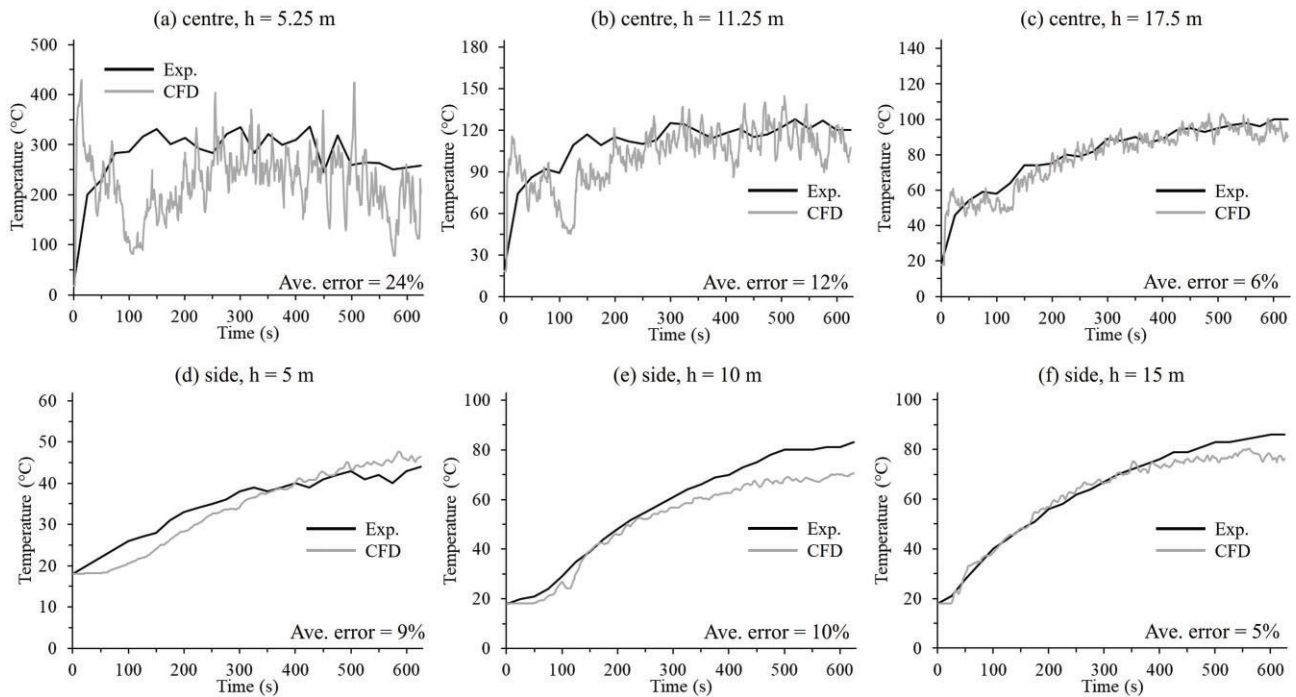 (a) centre, h = 5.25 m
500
400
300
200
100
0
Temperature (°C)
Exp.
CFD
Ave. error = 24%
0 100 200 300 400 500 600
Time (s)
(b) centre, h = 11.25 m
180
150
120
90
60
30
0
Temperature (°C)
Exp.
CFD
Ave. error = 12%
0 100 200 300 400 500 600
Time (s)
(c) centre, h = 17.5 m
140
120
100
80
60
40
20
0
Temperature (°C)
Exp.
CFD
Ave. error = 6%
0 100 200 300 400 500 600
Time (s)
(d) side, h = 5 m
60
50
40
30
20
10
0
Temperature (°C)
Exp.
CFD
Ave. error = 9%
0 100 200 300 400 500 600
Time (s)
(e) side, h = 10 m
100
80
60
40
20
0
Temperature (°C)
Exp.
CFD
Ave. error = 10%
0 100 200 300 400 500 600
Time (s)
(f) side, h = 15 m
100
80
60
40
20
0
Temperature (°C)
Exp.
CFD
Ave. error = 5%
0 100 200 300 400 500 600
Time (s)